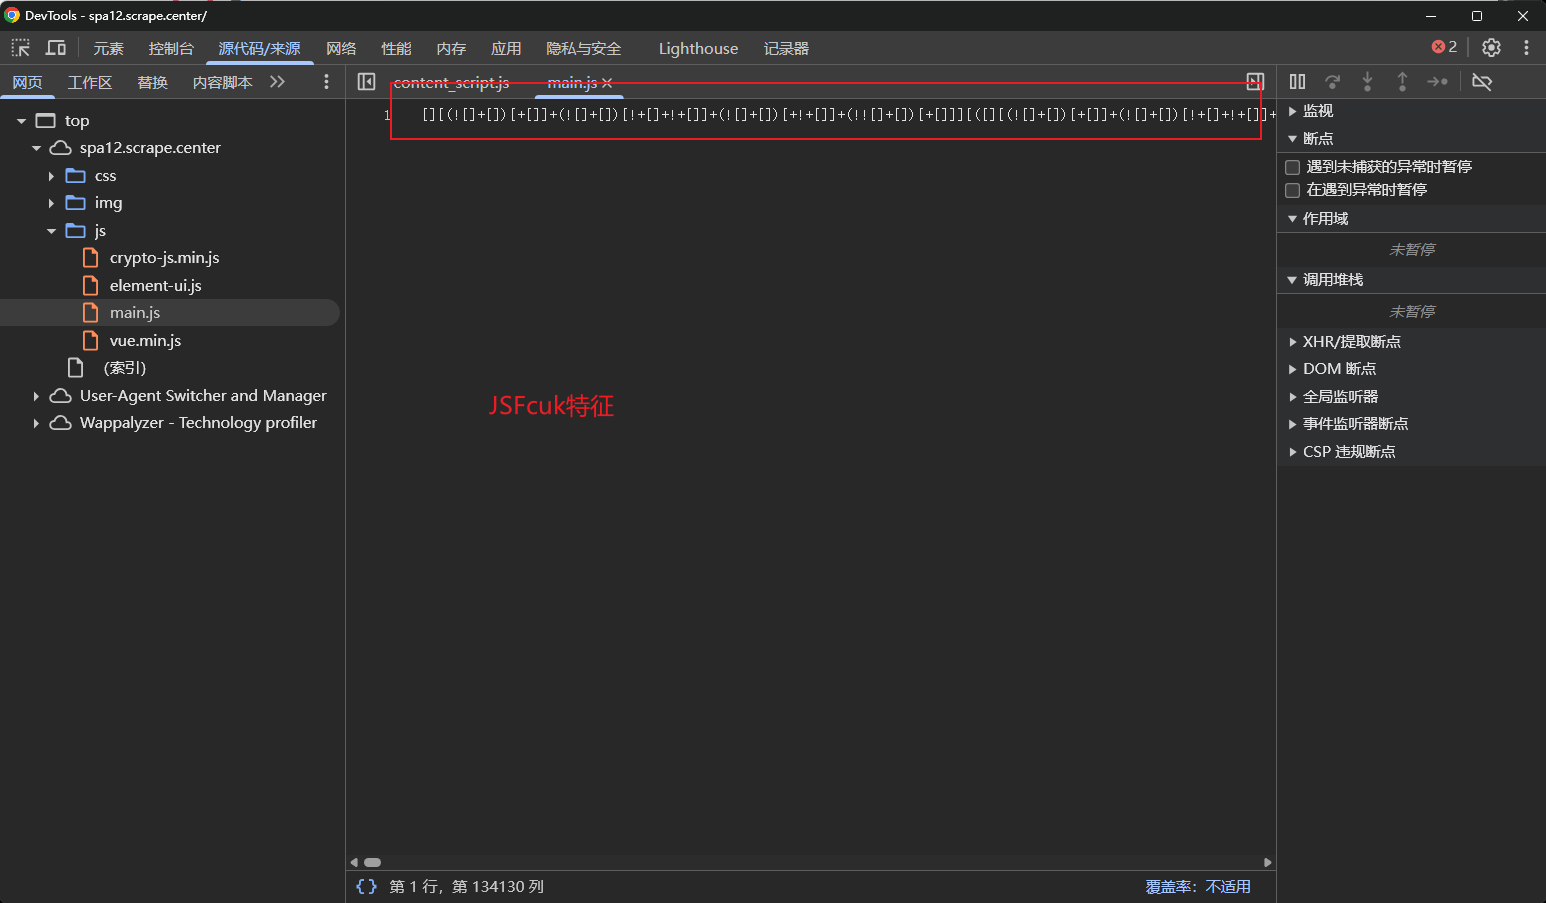 DevTools - spa12.scrape.center/
元素 控制台 源代码/来源 网络 性能 内存 应用 隐私与安全 Lighthouse 记录器 2
网页 工作区 替换 内容脚本
content_script.js main.js
top
spa12.scrape.center
css
img
js
crypto-js.min.js
element-ui.js
main.js
vue.min.js
(索引)
User-Agent Switcher and Manager
Wappalyzer - Technology profiler
1 [][(![]+[])[+[]]+(![]+[])[!+[]+!+[]]+(![]+[])[+!+[]]+(!![]+[])[+[]]][([][(![]+[])[+[]]+(![]+[])[!+[]+!+[]]+
JSFcuk特征
第 1 行，第 134130 列
覆盖率：不适用
监视
断点
遇到未捕获的异常时暂停
在遇到异常时暂停
作用域
未暂停
调用堆栈
未暂停
XHR/提取断点
DOM 断点
全局监听器
事件监听器断点
CSP 违规断点